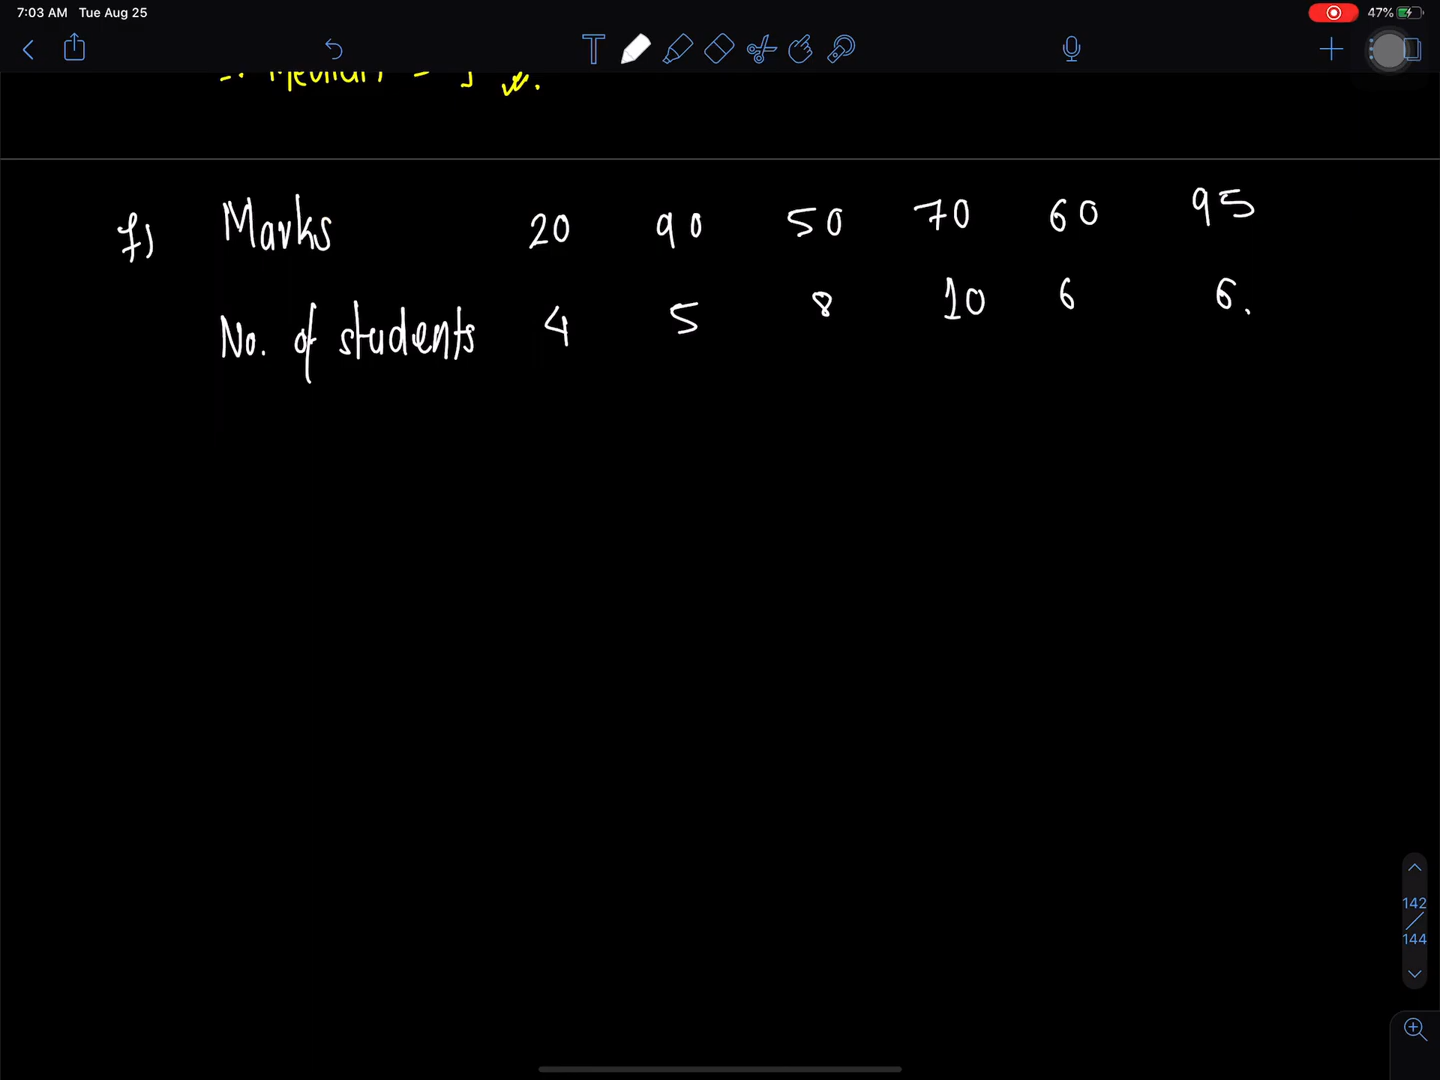 7:03 AM Tue Aug 25
47%
∴ Median =
f) Marks 20 90 50 70 60 95
No. of students 4 5 8 10 6 6.
142
144